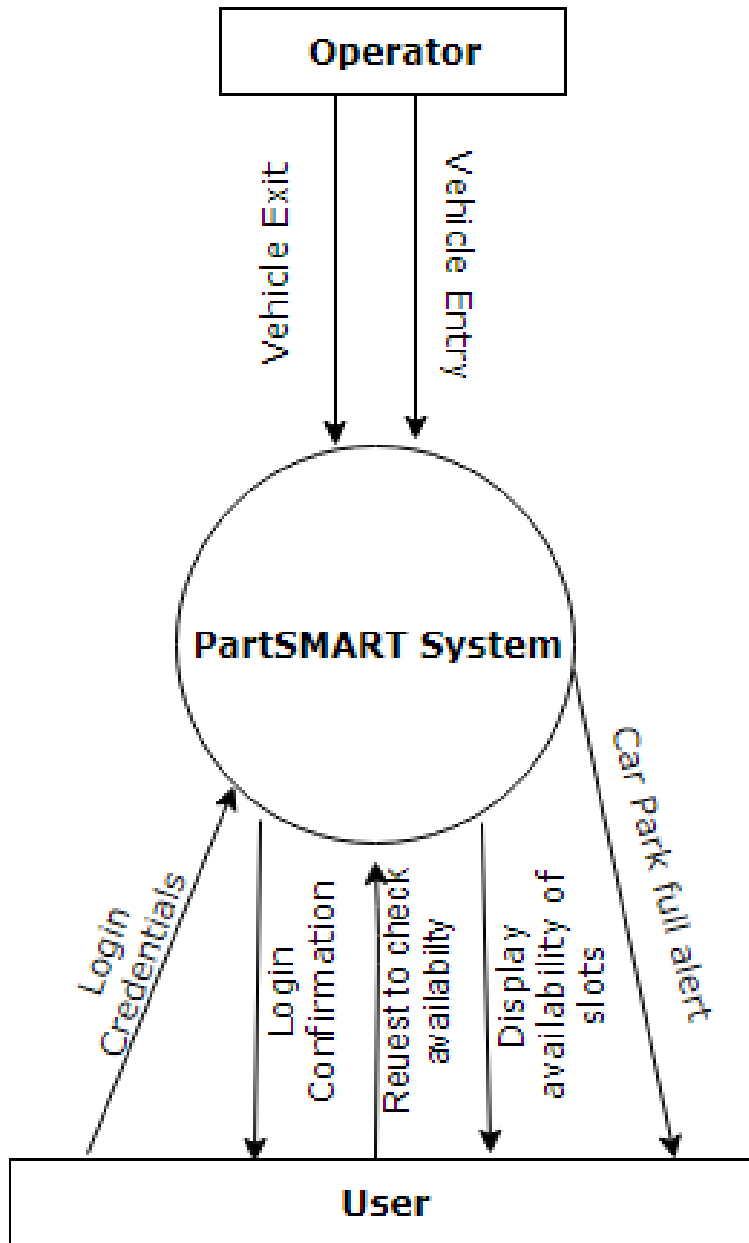 Operator
Vehicle Exit
Vehicle Entry
PartSMART System
Login
Credentials
Login
Confirmation
Reuest to check
availabilty
Display
availability of
slots
Car Park full alert
User